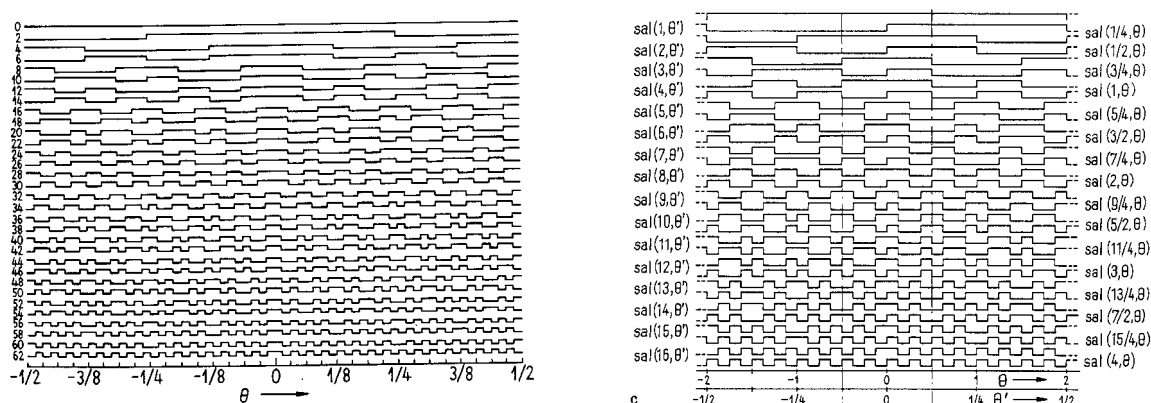 0
2
4
6
8
10
12
14
16
18
20
22
24
26
28
30
32
34
36
38
40
42
44
46
48
50
52
54
56
58
60
62
-1/2 -3/8 -1/4 -1/8 0 1/8 1/4 3/8 1/2
θ
sal(1,θ') sal(1/4,θ)
sal(2,θ') sal(1/2,θ)
sal(3,θ') sal(3/4,θ)
sal(4,θ') sal(1,θ)
sal(5,θ') sal(5/4,θ)
sal(6,θ') sal(3/2,θ)
sal(7,θ') sal(7/4,θ)
sal(8,θ') sal(2,θ)
sal(9,θ') sal(9/4,θ)
sal(10,θ') sal(5/2,θ)
sal(11,θ') sal(11/4,θ)
sal(12,θ') sal(3,θ)
sal(13,θ') sal(13/4,θ)
sal(14,θ') sal(7/2,θ)
sal(15,θ') sal(15/4,θ)
sal(16,θ') sal(4,θ)
-2 -1 0 1 θ 2
c -1/2 -1/4 0 1/4 θ' 1/2